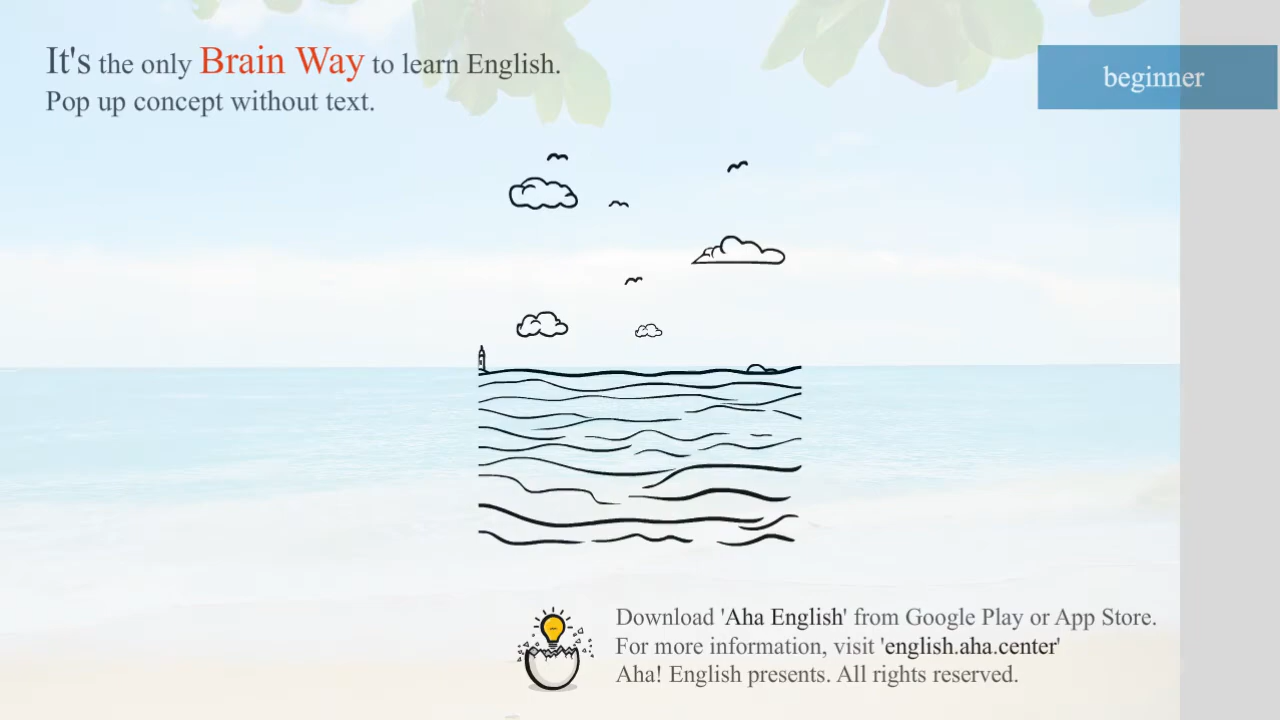 It's the only Brain Way to learn English.
Pop up concept without text.
beginner
Download 'Aha English' from Google Play or App Store.
For more information, visit 'english.aha.center'
Aha! English presents. All rights reserved.